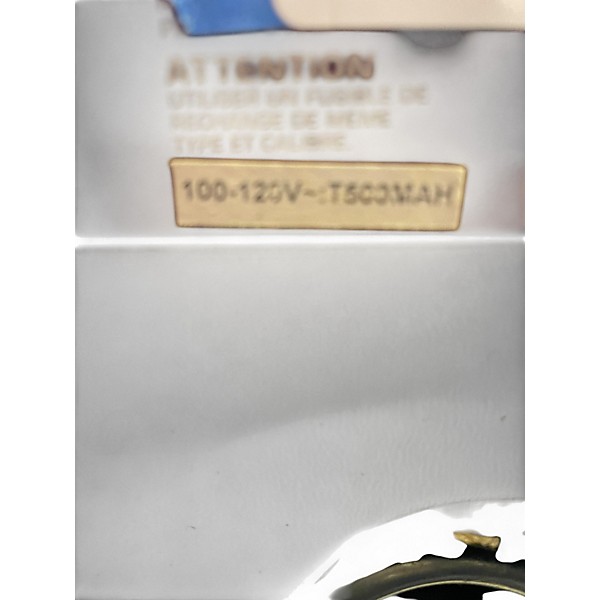 ATTENTION
UTILISER UN FUSIBLE DE
RECHANGE DE MEME
TYPE ET CALIBRE.
100-120V~:T500MAH